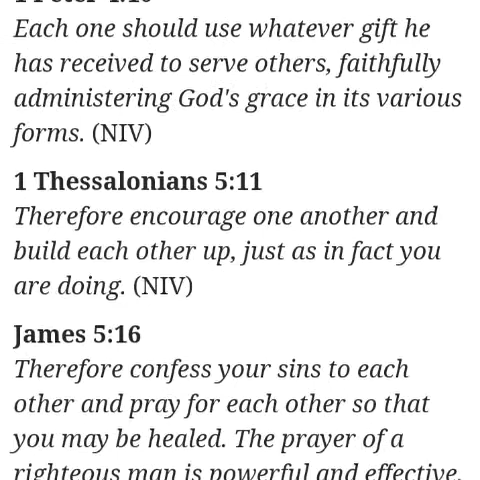 Each one should use whatever gift he
has received to serve others, faithfully
administering God's grace in its various
forms. (NIV)
1 Thessalonians 5:11
Therefore encourage one another and
build each other up, just as in fact you
are doing. (NIV)
James 5:16
Therefore confess your sins to each
other and pray for each other so that
you may be healed. The prayer of a
righteous man is powerful and effective.